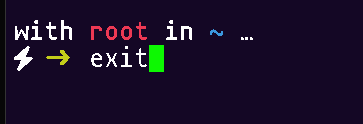 with root in ~ …
⚡ → exit